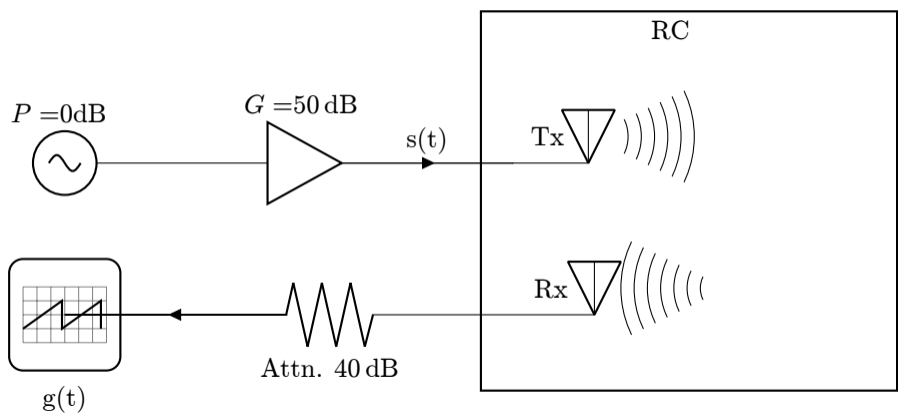 RC
P =0dB
G =50 dB
s(t)
Tx
Rx
Attn. 40 dB
g(t)